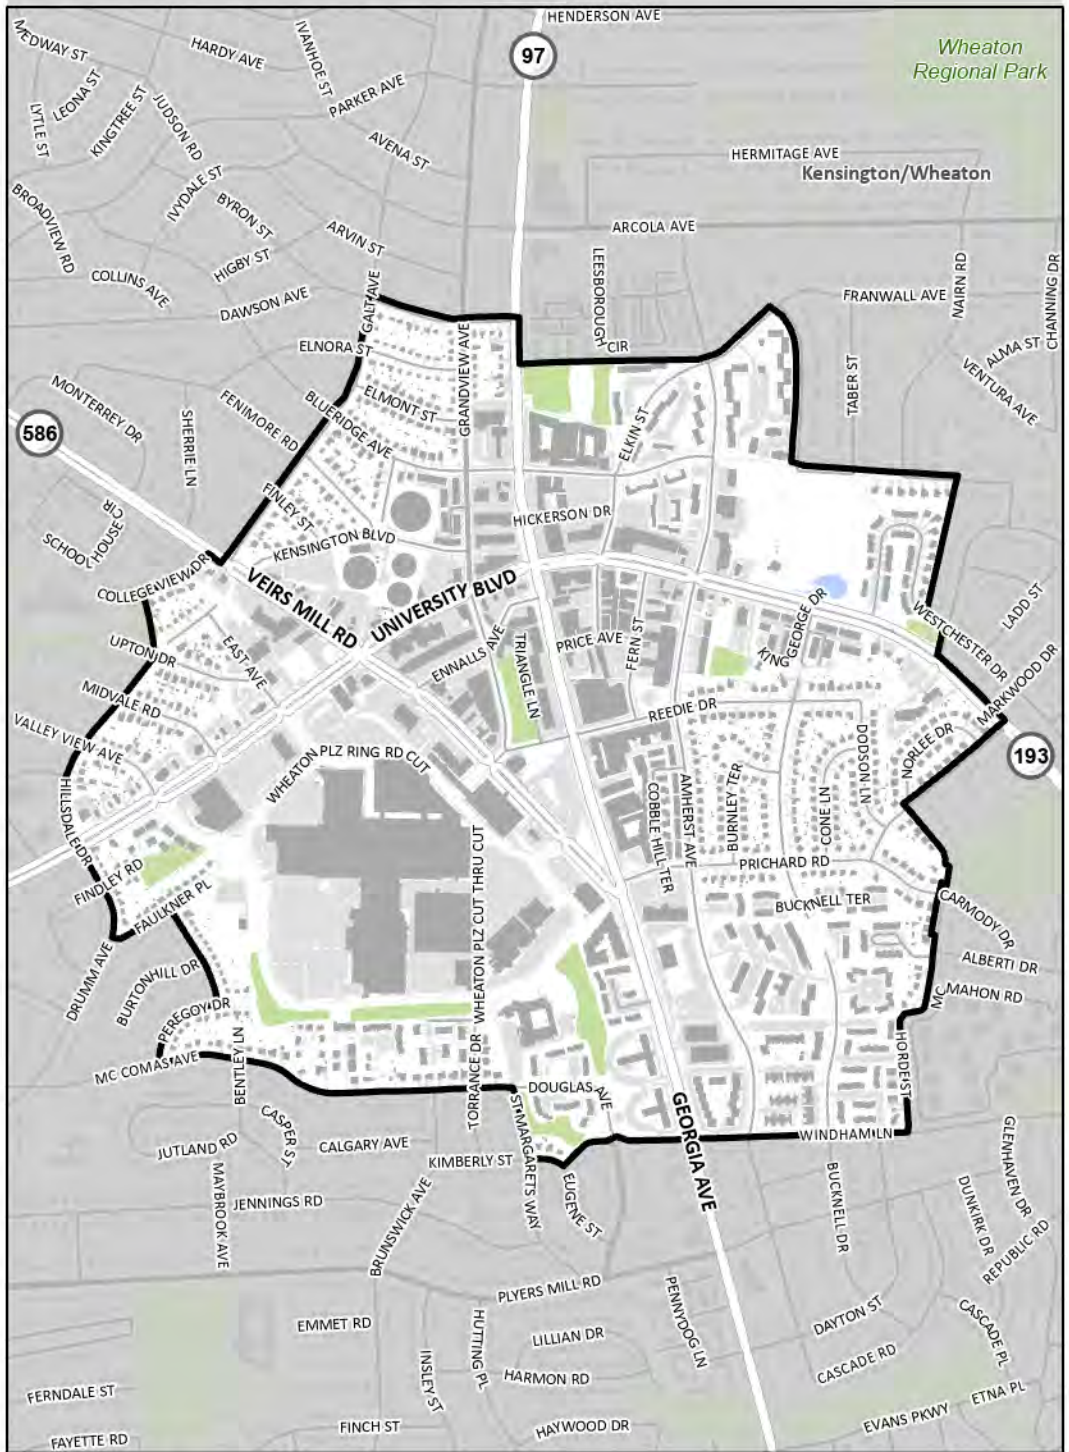 HENDERSON AVE
MEDWAY ST
HARDY AVE
IVANHOE ST
97
Wheaton
Regional Park
LEONA ST
PARKER AVE
LYTLE ST
KINGTREE ST
JUDSON RD
AVENA ST
HERMITAGE AVE
Kensington/Wheaton
IVYDALE ST
BROADVIEW RD
BYRON ST
ARVIN ST
ARCOLA AVE
HIGBY ST
COLLINS AVE
LEESBOROUGH
CIR
NAIRN RD
CHANNING DR
DAWSON AVE
GALT AVE
FRANWALL AVE
ELNORA ST
GRANDVIEW AVE
ALMA ST
TABER ST
VENTURA AVE
MONTERREY DR
ELMONT ST
BLUERIDGE AVE
FENIMORE RD
SHERRIE LN
ELKIN ST
586
FINLEY ST
HICKERSON DR
SCHOOL
HOUSE
CIR
KENSINGTON BLVD
COLLEGE VIEW DR
VEIRS MILL RD
UNIVERSITY BLVD
GEORGE DR
KING
LADD ST
WESTCHESTER DR
UPTON DR
EAST AVE
ENNALLS AVE
TRIANGLE LN
PRICE AVE
FERN ST
MARKWOOD DR
MIDVALE RD
REEDIE DR
VALLEY VIEW AVE
WHEATON PLZ RING RD CUT
DODSON LN
NORLEE DR
193
HILLSDALE DR
COBBLE HILL TER
AMHERST AVE
BURNLEY TER
CONE LN
FINDLEY RD
PRICHARD RD
FAULKNER PL
WHEATON PLZ CUT THRU CUT
BUCKNELL TER
CARMODY DR
DRUMM AVE
BURTONHILL DR
ALBERTI DR
MC MAHON RD
PEREGOY DR
MC COMAS AVE
BENTLEY LN
TORRANCE DR
HORDE ST
DOUGLAS AVE
GEORGIA AVE
ST MARGARETS WAY
CASPER ST
WINDHAM LN
JUTLAND RD
CALGARY AVE
KIMBERLY ST
GLENHAVEN DR
MAYBROOK AVE
JENNINGS RD
BRUNSWICK AVE
EUGENE ST
BUCKNELL DR
DUNKIRK DR
REPUBLIC RD
PLYERS MILL RD
PENNYDOG LN
EMMET RD
HUTTING PL
LILLIAN DR
DAYTON ST
CASCADE PL
INSLEY ST
HARMON RD
CASCADE RD
FERNDALE ST
ETNA PL
FINCH ST
HAYWOOD DR
EVANS PKWY
FAYETTE RD